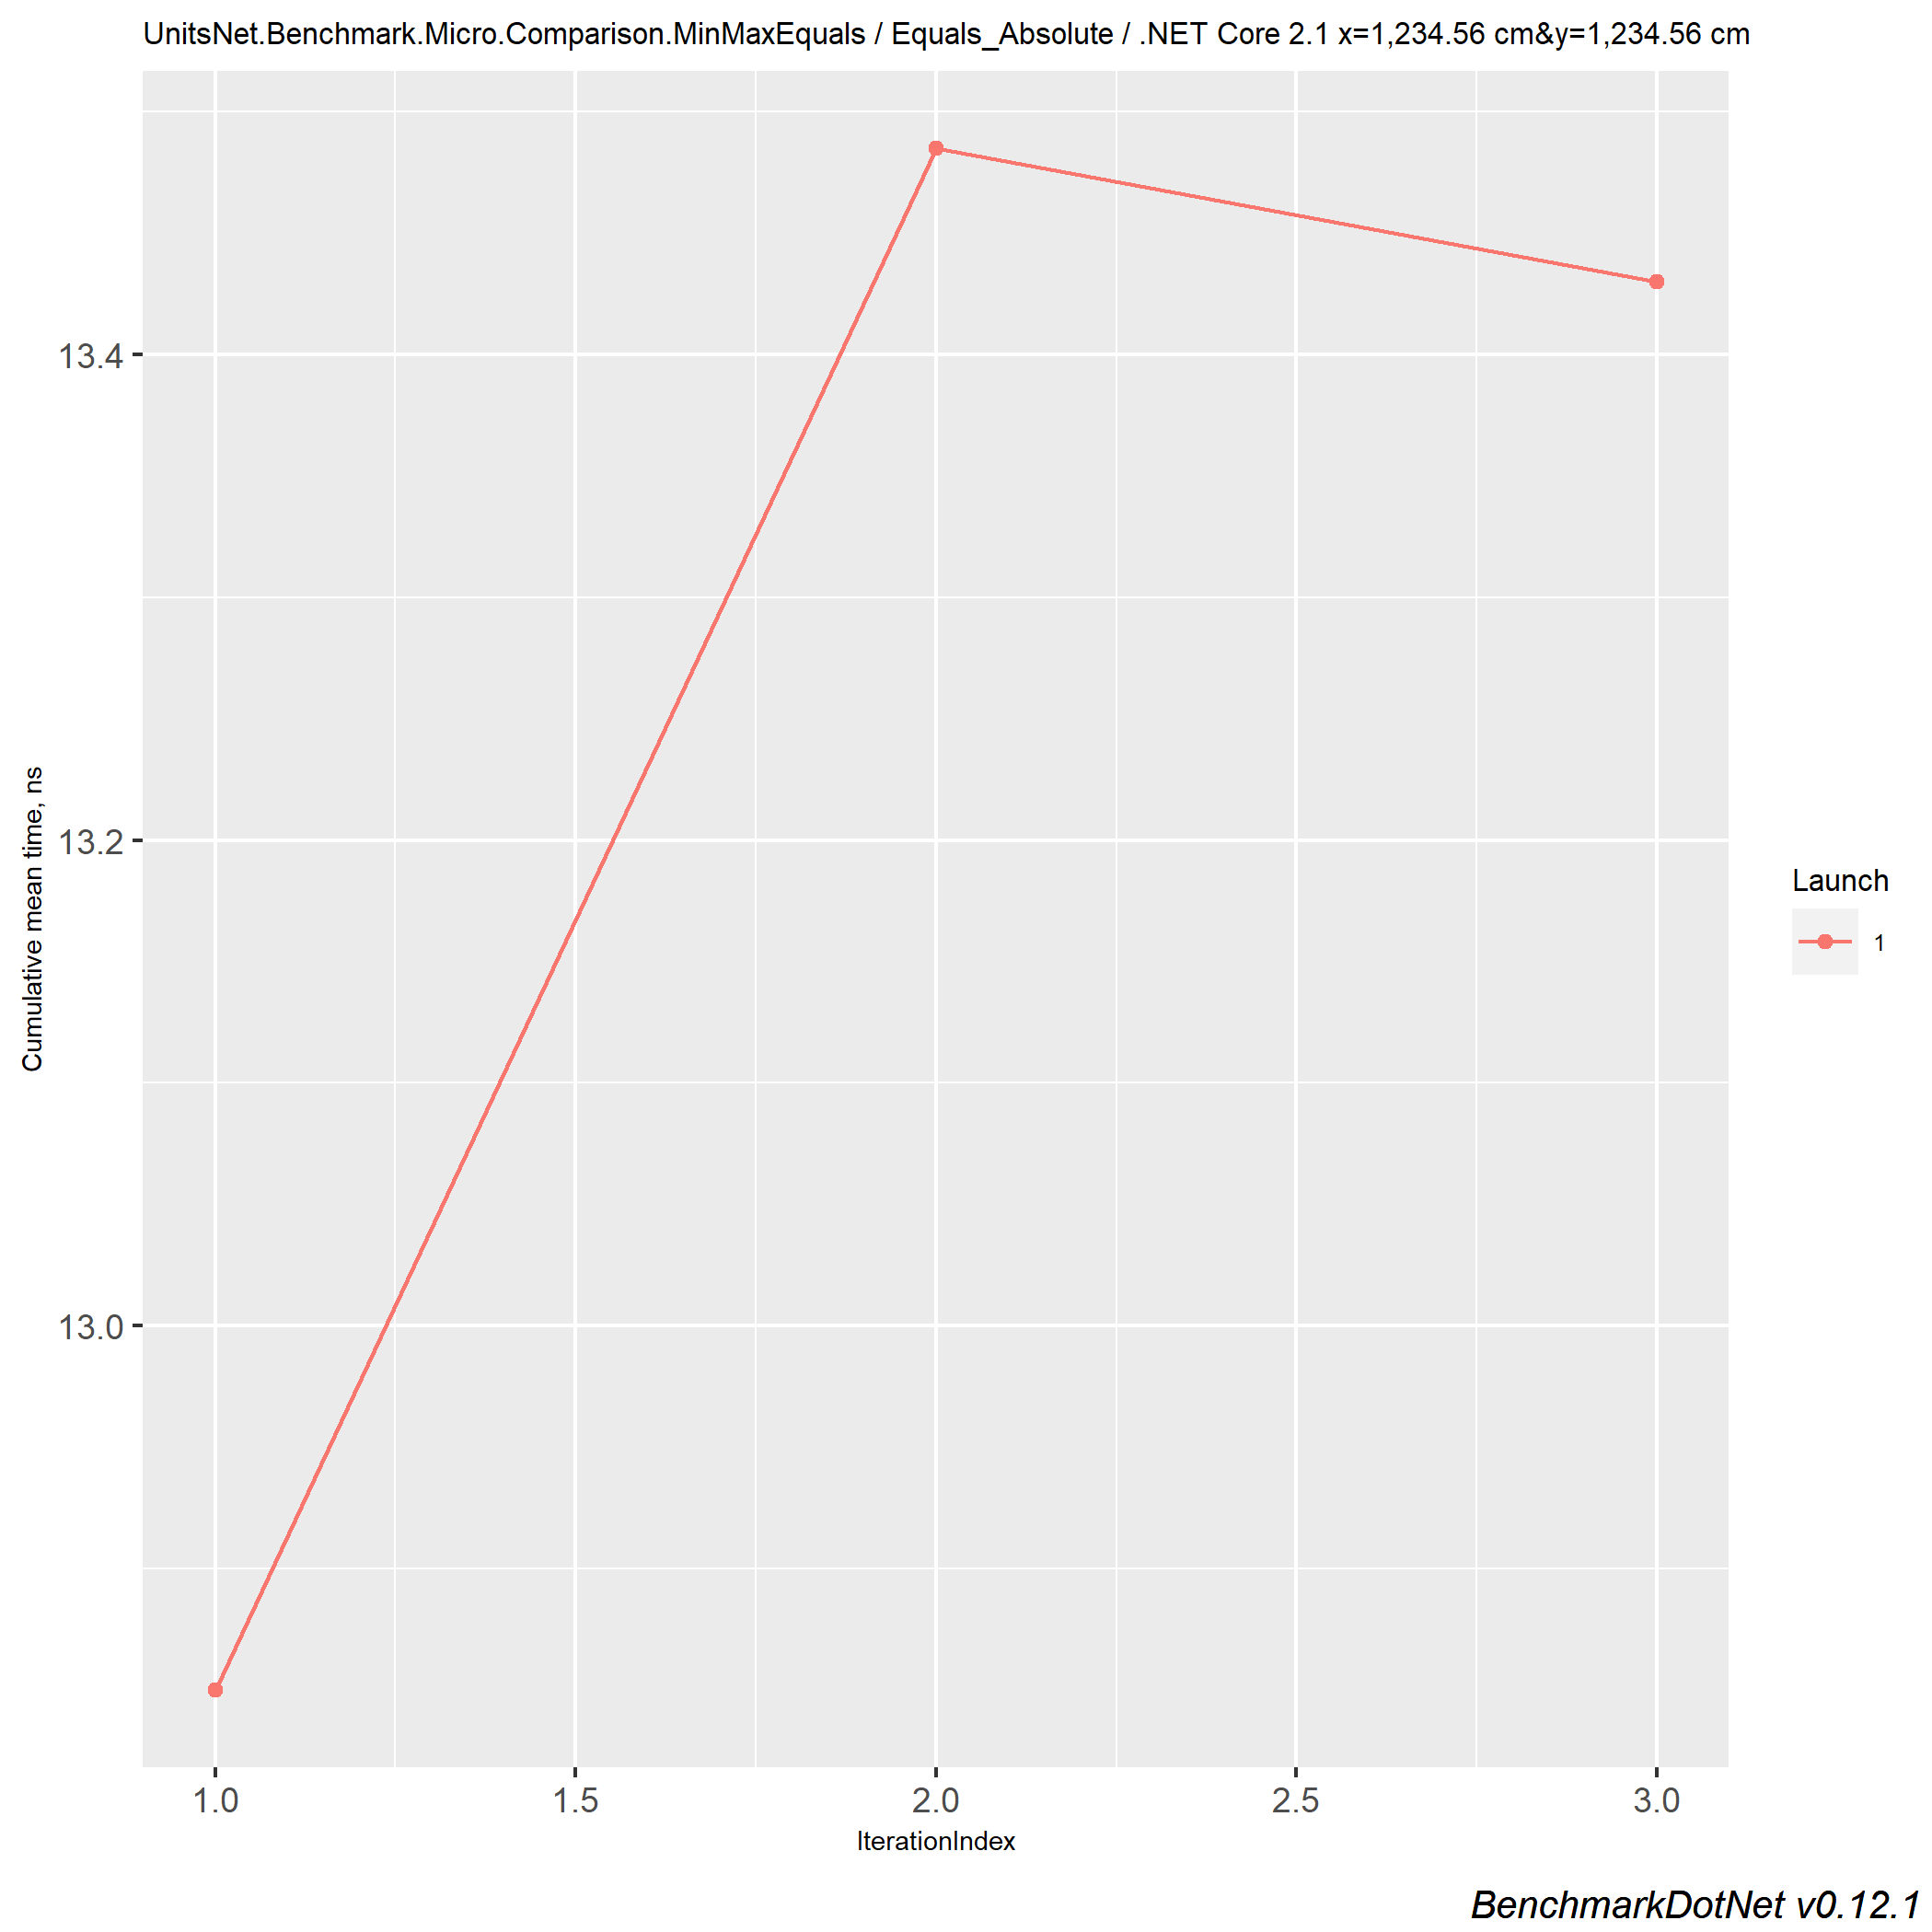 UnitsNet.Benchmark.Micro.Comparison.MinMaxEquals / Equals_Absolute / .NET Core 2.1 x=1,234.56 cm&y=1,234.56 cm
Cumulative mean time, ns
13.4
13.2
13.0
1.0 1.5 2.0 2.5 3.0
IterationIndex
Launch
1
BenchmarkDotNet v0.12.1